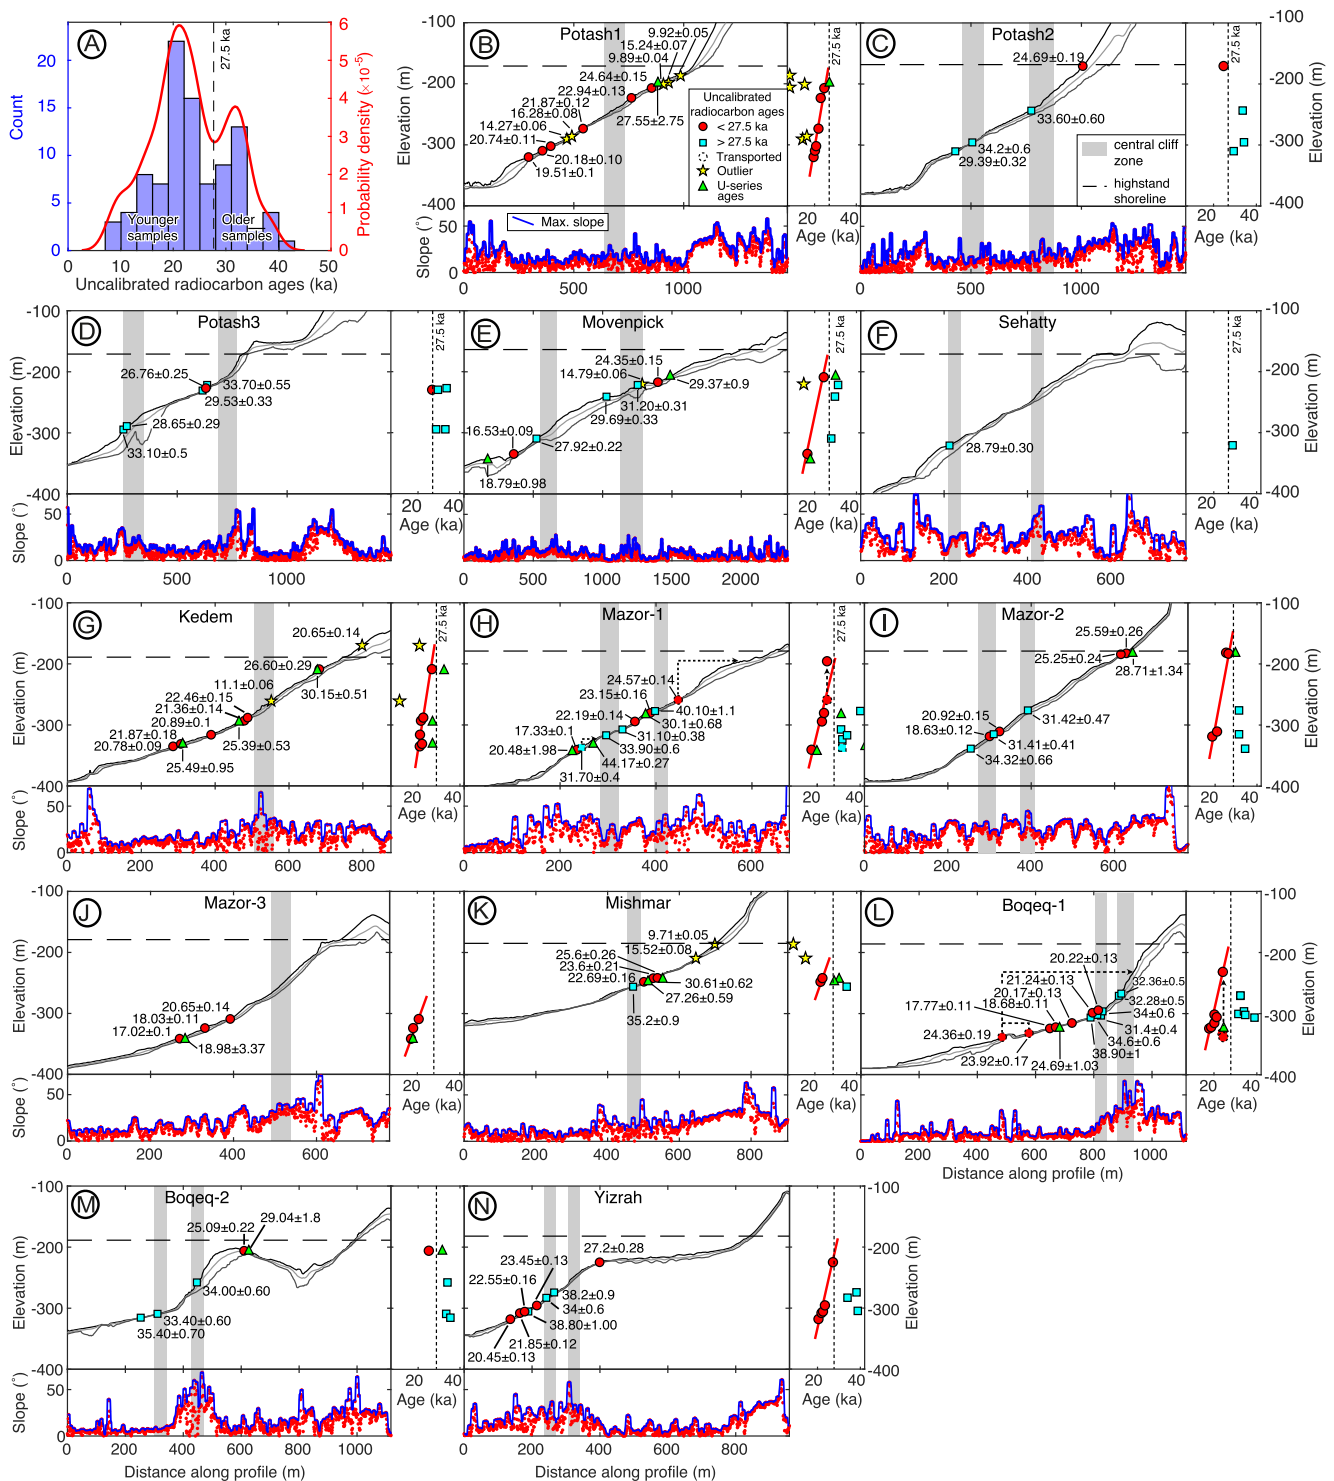 A
27.5 ka
Count
Probability density (×10⁻⁵)
Younger samples
Older samples
0 5 10 15 20
0 1 2 3 4 5 6
0 10 20 30 40 50
Uncalibrated radiocarbon ages (ka)
B
Potash1
9.92±0.05
15.24±0.07
9.89±0.04
24.64±0.15
22.94±0.13
21.87±0.12
16.28±0.08
14.27±0.06
20.74±0.11
27.55±2.75
20.18±0.10
19.51±0.1
Uncalibrated
radiocarbon ages
< 27.5 ka
> 27.5 ka
Transported
Outlier
U-series
ages
27.5 ka
Max. slope
Elevation (m)
-100
-200
-300
-400
Slope (°)
50
0
500 1000
20 40
Age (ka)
C
Potash2
24.69±0.19
33.60±0.60
34.2±0.6
29.39±0.32
central cliff
zone
highstand
shoreline
27.5 ka
-100
-200
-300
-400
Elevation (m)
0 500 1000
20 40
Age (ka)
D
Potash3
26.76±0.25
33.70±0.55
29.53±0.33
28.65±0.29
33.10±0.5
27.5 ka
Elevation (m)
-100
-200
-300
-400
Slope (°)
50
0
0 500 1000
20 40
Age (ka)
E
Movenpick
24.35±0.15
14.79±0.06
29.37±0.9
31.20±0.31
29.69±0.33
16.53±0.09
27.92±0.22
18.79±0.98
27.5 ka
0 500 1000 1500 2000
20 40
Age (ka)
F
Sehatty
28.79±0.30
27.5 ka
-100
-200
-300
-400
Elevation (m)
0 200 400 600
20 40
Age (ka)
G
Kedem
20.65±0.14
26.60±0.29
11.1±0.06
30.15±0.51
22.46±0.15
21.36±0.14
20.89±0.1
21.87±0.18
20.78±0.09
25.39±0.53
25.49±0.95
27.5 ka
Elevation (m)
-100
-200
-300
-400
Slope (°)
50
0
0 200 400 600 800
20 40
Age (ka)
H
Mazor-1
24.57±0.14
23.15±0.16
40.10±1.1
22.19±0.14
30.1±0.68
17.33±0.1
31.10±0.38
33.90±0.6
20.48±1.98
44.17±0.27
31.70±0.4
27.5 ka
0 200 400 600
20 40
Age (ka)
I
Mazor-2
25.59±0.26
25.25±0.24
28.71±1.34
20.92±0.15
31.42±0.47
18.63±0.12
31.41±0.41
34.32±0.66
-100
-200
-300
-400
Elevation (m)
0 200 400 600
20 40
Age (ka)
J
Mazor-3
20.65±0.14
18.03±0.11
17.02±0.1
18.98±3.37
Elevation (m)
-100
-200
-300
-400
Slope (°)
50
0
0 200 400 600
20 40
Age (ka)
K
Mishmar
9.71±0.05
15.52±0.08
25.6±0.26
23.6±0.21
22.69±0.16
30.61±0.62
27.26±0.59
35.2±0.9
0 200 400 600 800
20 40
Age (ka)
L
Boqeq-1
20.22±0.13
21.24±0.13
32.36±0.5
20.17±0.13
32.28±0.5
17.77±0.11
18.68±0.11
34±0.6
31.4±0.4
24.36±0.19
34.6±0.6
23.92±0.17
38.90±1
24.69±1.03
-100
-200
-300
-400
Elevation (m)
0 200 400 600 800 1000
Distance along profile (m)
20 40
Age (ka)
M
Boqeq-2
25.09±0.22
29.04±1.8
34.00±0.60
33.40±0.60
35.40±0.70
Elevation (m)
-100
-200
-300
-400
Slope (°)
50
0
0 200 400 600 800 1000
Distance along profile (m)
20 40
Age (ka)
N
Yizrah
27.2±0.28
23.45±0.13
22.55±0.16
38.2±0.9
34±0.6
38.80±1.00
21.85±0.12
20.45±0.13
-100
-200
-300
-400
Elevation (m)
0 200 400 600 800
Distance along profile (m)
20 40
Age (ka)